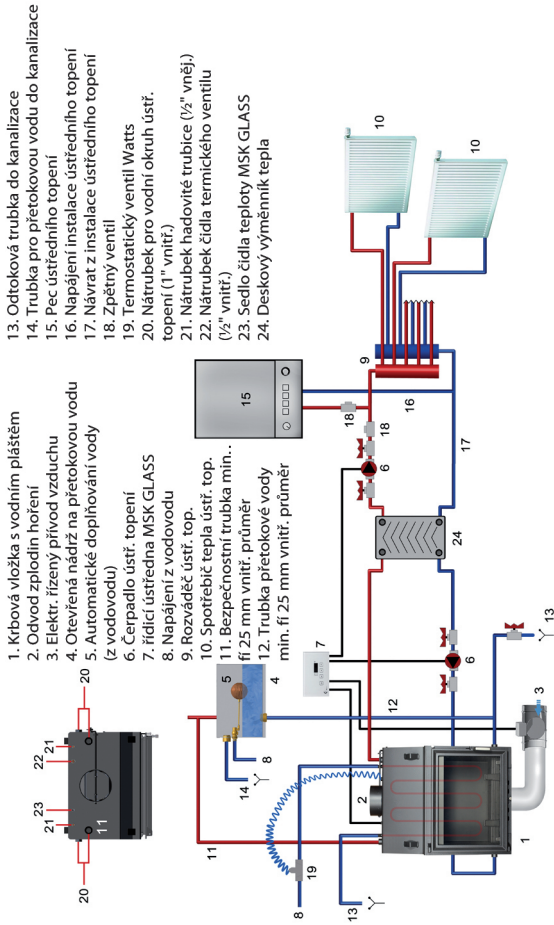 1. Krbová vložka s vodním pláštěm
2. Odvod zplodin hoření
3. Elektr. řízený přívod vzduchu
4. Otevřená nádrž na přetokovou vodu
5. Automatické doplňování vody
(z vodovodu)
6. Čerpadlo ústř. topení
7. řídicí ústředna MSK GLASS
8. Napájení z vodovodu
9. Rozváděč ústř. top.
10. Spotřebič tepla ústř. top.
11. Bezpečnostní trubka min..
fí 25 mm vnitř. průměr
12. Trubka přetokové vody
min. fí 25 mm vnitř. průměr
13. Odtoková trubka do kanalizace
14. Trubka pro přetokovou vodu do kanalizace
15. Pec ústředního topení
16. Napájení instalace ústředního topení
17. Návrat z instalace ústředního topení
18. Zpětný ventil
19. Termostatický ventil Watts
20. Nátrubek pro vodní okruh ústř.
topení (1" vnitř.)
21. Nátrubek hadovité trubice (½" vněj.)
22. Nátrubek čidla termického ventilu
(½" vnitř.)
23. Sedlo čidla teploty MSK GLASS
24. Deskový výměnník tepla
20
21
23
22
21
20
11
8
13
19
11
14
8
5
4
2
1
12
7
3
13
6
24
6
18
18
15
17
16
9
10
10